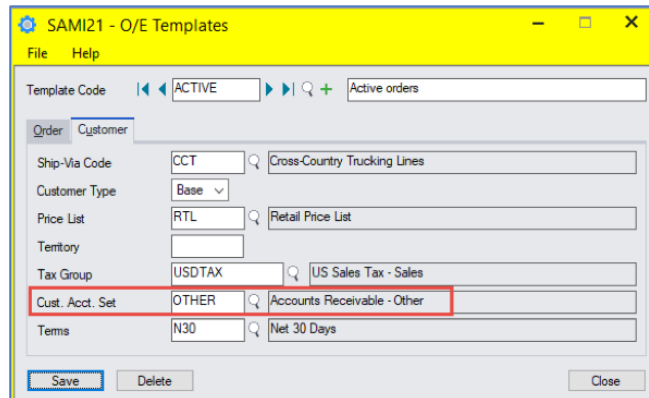 SAMI21 - O/E Templates
File Help
Template Code ACTIVE Active orders
Order Customer
Ship-Via Code CCT Cross-Country Trucking Lines
Customer Type Base
Price List RTL Retail Price List
Territory
Tax Group USDTAX US Sales Tax - Sales
Cust. Acct. Set OTHER Accounts Receivable - Other
Terms N30 Net 30 Days
Save Delete Close